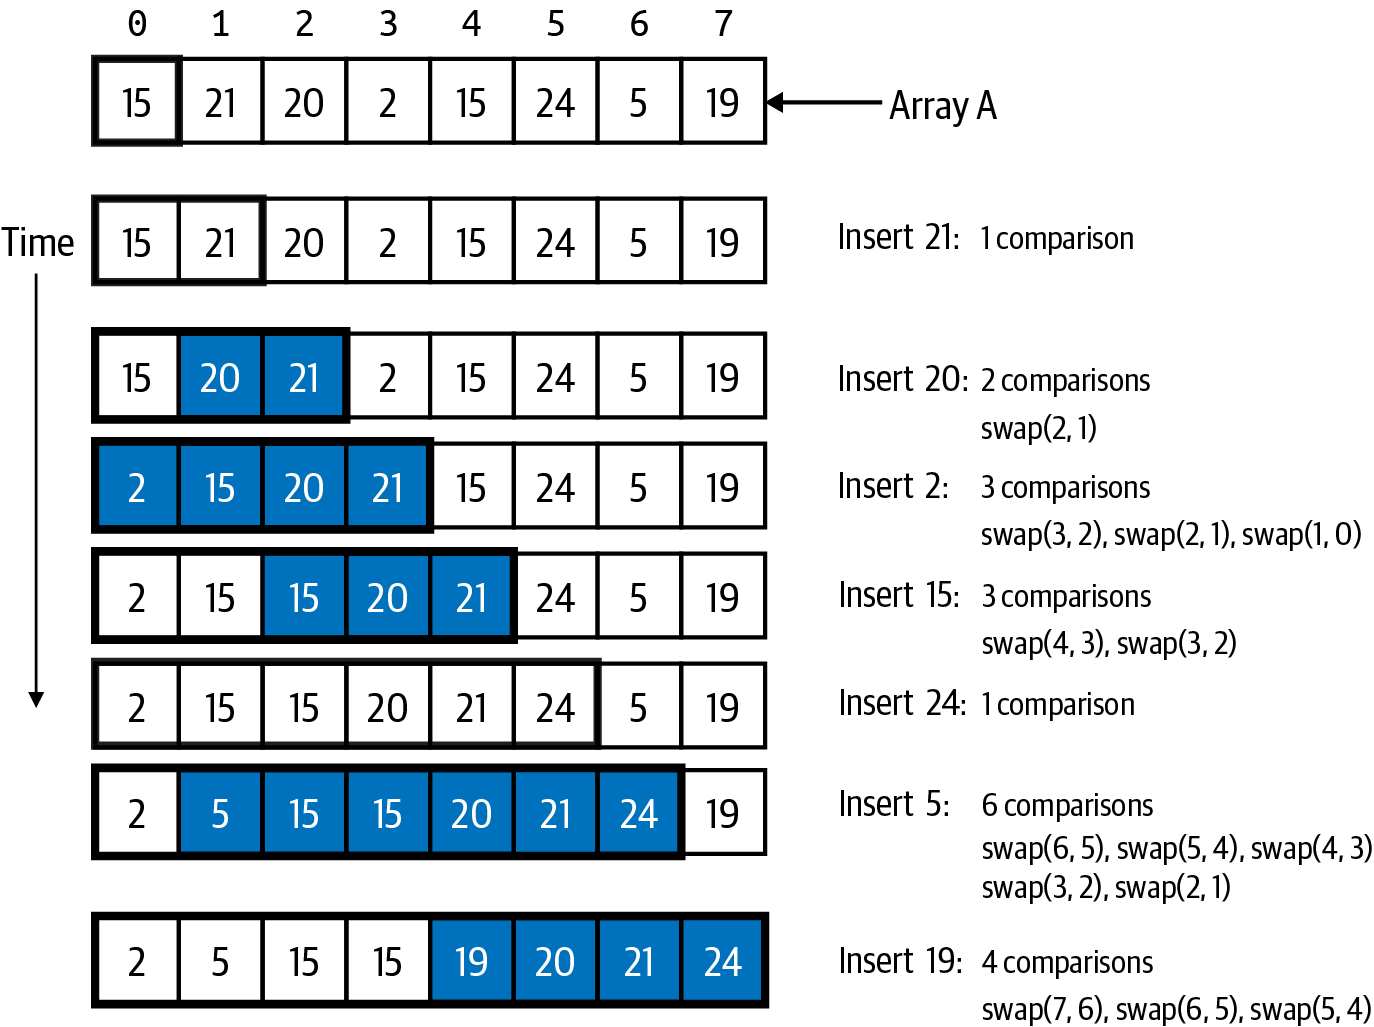 0 1 2 3 4 5 6 7
15 21 20 2 15 24 5 19 Array A
Time
15 21 20 2 15 24 5 19 Insert 21: 1 comparison
15 20 21 2 15 24 5 19 Insert 20: 2 comparisons
swap(2, 1)
2 15 20 21 15 24 5 19 Insert 2: 3 comparisons
swap(3, 2), swap(2, 1), swap(1, 0)
2 15 15 20 21 24 5 19 Insert 15: 3 comparisons
swap(4, 3), swap(3, 2)
2 15 15 20 21 24 5 19 Insert 24: 1 comparison
2 5 15 15 20 21 24 19 Insert 5: 6 comparisons
swap(6, 5), swap(5, 4), swap(4, 3)
swap(3, 2), swap(2, 1)
2 5 15 15 19 20 21 24 Insert 19: 4 comparisons
swap(7, 6), swap(6, 5), swap(5, 4)